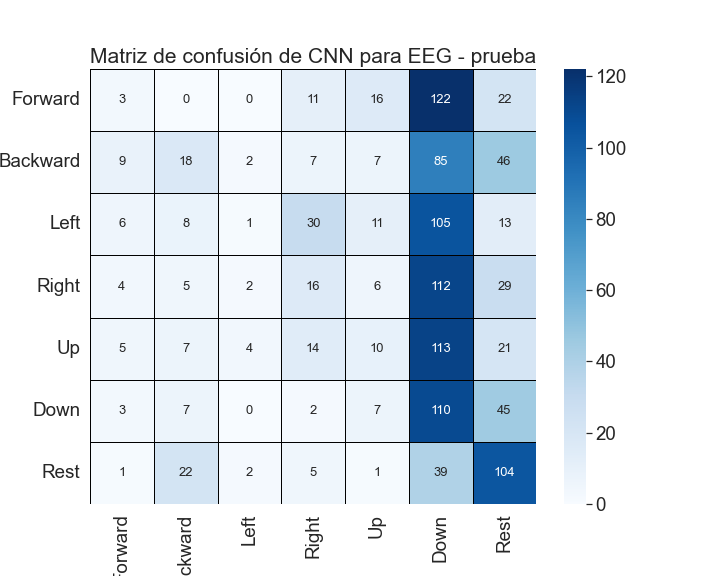 Matriz de confusión de CNN para EEG - prueba
Forward 3 0 0 11 16 122 22
Backward 9 18 2 7 7 85 46
Left 6 8 1 30 11 105 13
Right 4 5 2 16 6 112 29
Up 5 7 4 14 10 113 21
Down 3 7 0 2 7 110 45
Rest 1 22 2 5 1 39 104
Forward ckward Left Right Up Down Rest
120
100
80
60
40
20
0